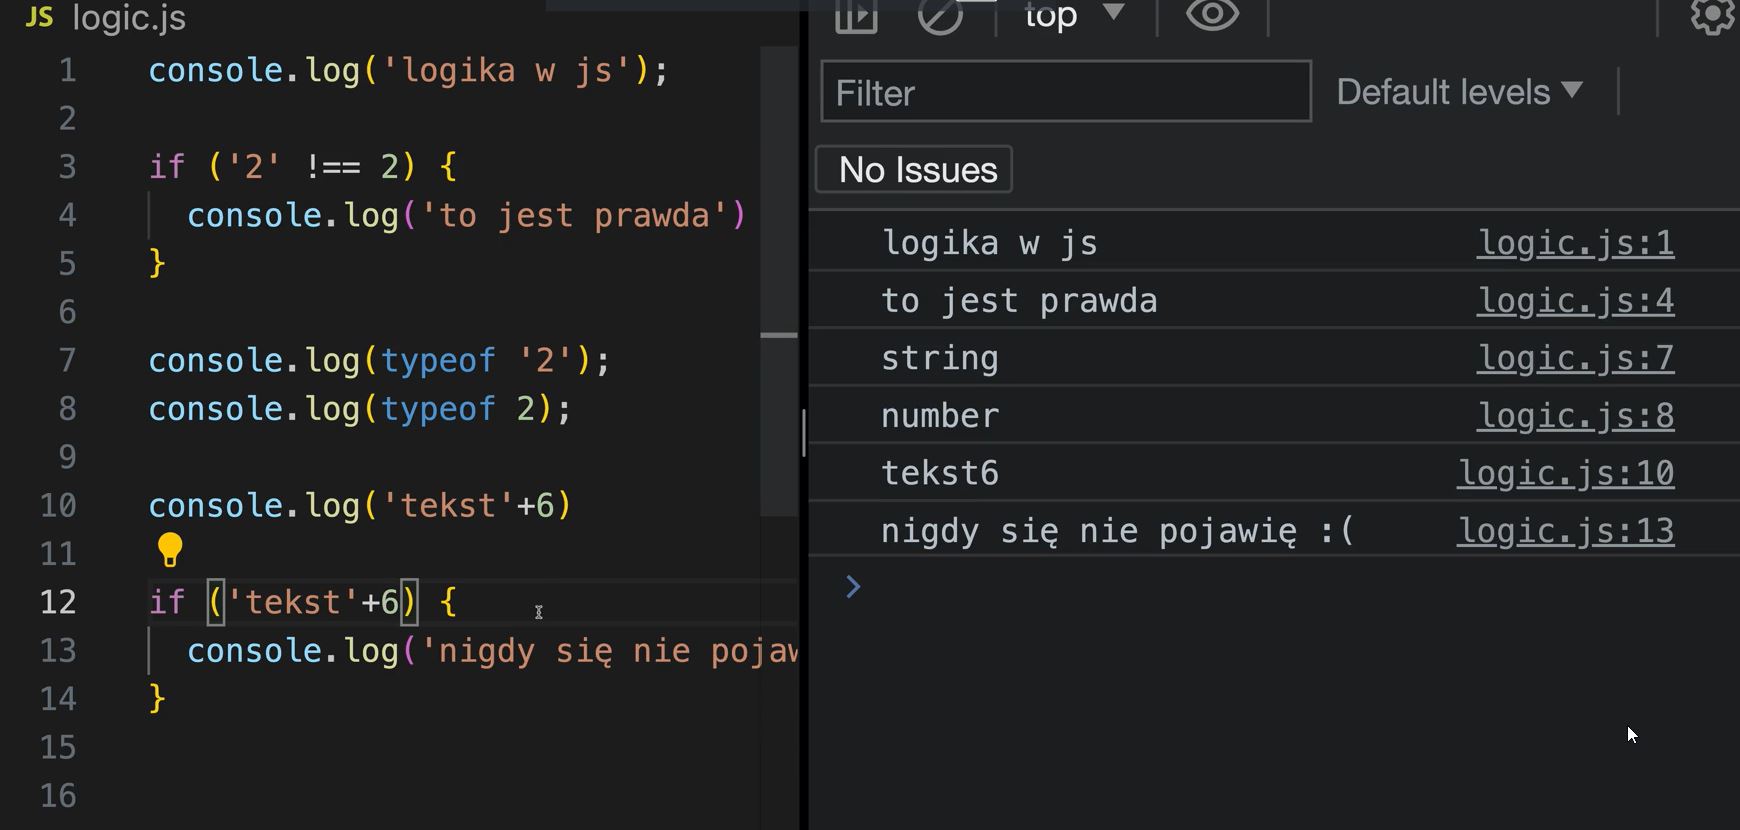 JS logic.js
1 console.log('logika w js');
2
3 if ('2' !== 2) {
4 console.log('to jest prawda')
5 }
6
7 console.log(typeof '2');
8 console.log(typeof 2);
9
10 console.log('tekst'+6)
11
12 if ('tekst'+6) {
13 console.log('nigdy się nie pojaw
14 }
15
16
top
Filter
Default levels
No Issues
logika w js logic.js:1
to jest prawda logic.js:4
string logic.js:7
number logic.js:8
tekst6 logic.js:10
nigdy się nie pojawię :( logic.js:13